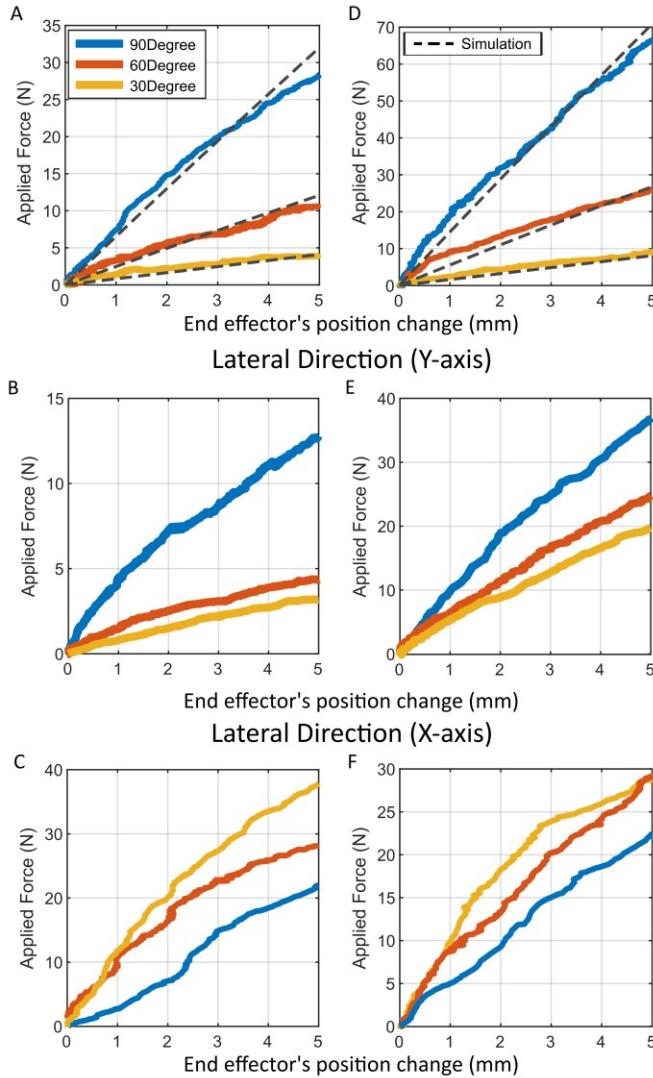 A
D
35
30
25
20
15
10
5
0
Applied Force (N)
90Degree
60Degree
30Degree
0 1 2 3 4 5
70
60
50
40
30
20
10
0
Applied Force (N)
Simulation
0 1 2 3 4 5
End effector's position change (mm)
Lateral Direction (Y-axis)
B
E
15
10
5
0
Applied Force (N)
0 1 2 3 4 5
40
30
20
10
0
Applied Force (N)
0 1 2 3 4 5
End effector's position change (mm)
Lateral Direction (X-axis)
C
F
40
30
20
10
0
Applied Force (N)
0 1 2 3 4 5
30
25
20
15
10
5
0
Applied Force (N)
0 1 2 3 4 5
End effector's position change (mm)